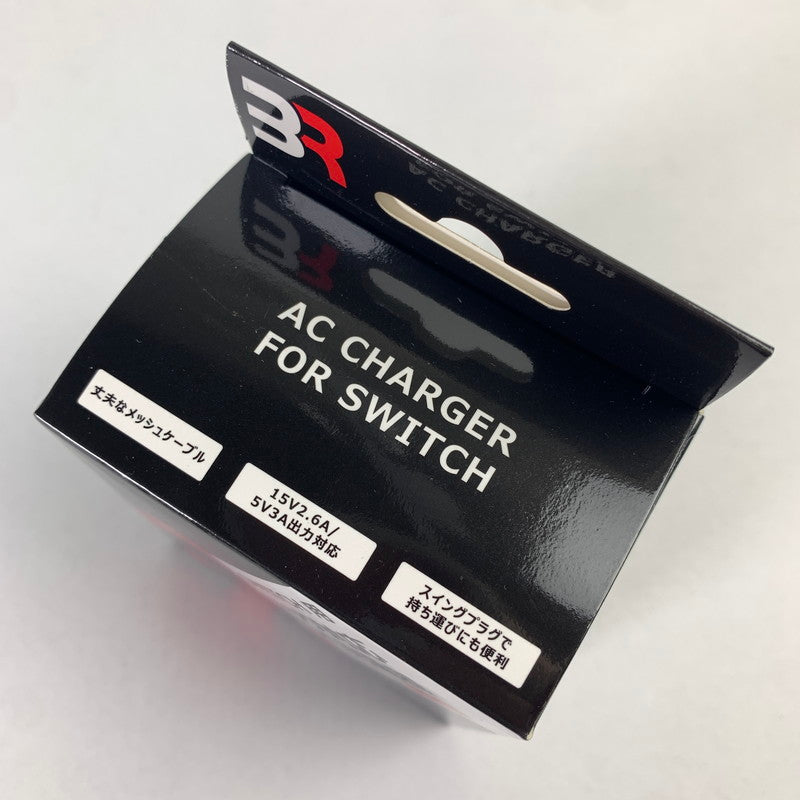 BR
AC CHARGER
FOR SWITCH
丈夫なメッシュケーブル
15V2.6A/
5V3A出力対応
スイングプラグで
持ち運びにも便利